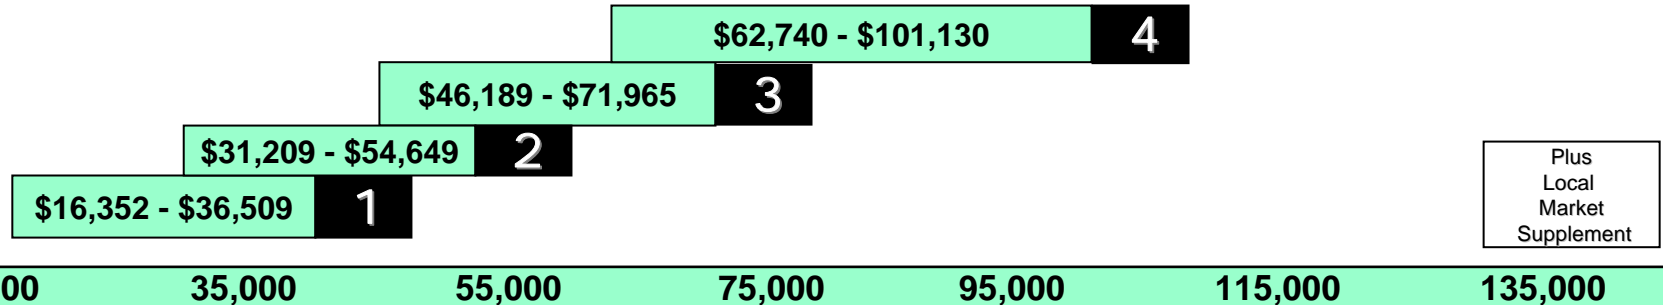 $62,740 - $101,130 4
$46,189 - $71,965 3
$31,209 - $54,649 2
$16,352 - $36,509 1
Plus
Local
Market
Supplement
00 35,000 55,000 75,000 95,000 115,000 135,000